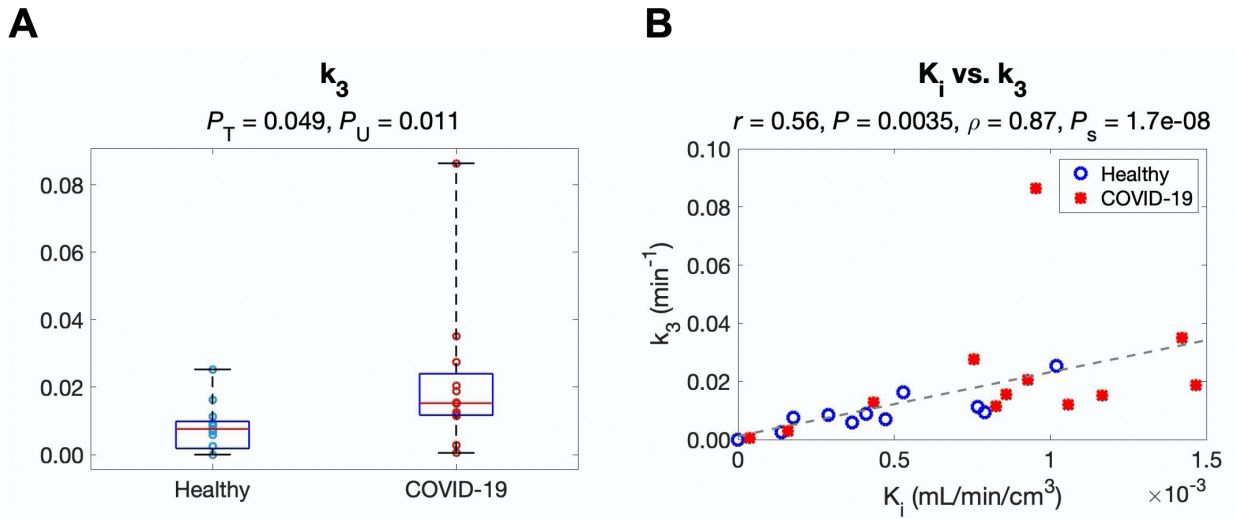 A
k3
PT = 0.049, PU = 0.011
0.08
0.06
0.04
0.02
0.00
Healthy
COVID-19
B
Ki vs. k3
r = 0.56, P = 0.0035, ρ = 0.87, Ps = 1.7e-08
0.10
0.08
0.06
0.04
0.02
0.00
k3 (min-1)
Healthy
COVID-19
0
0.5
1
1.5
Ki (mL/min/cm3)
×10-3